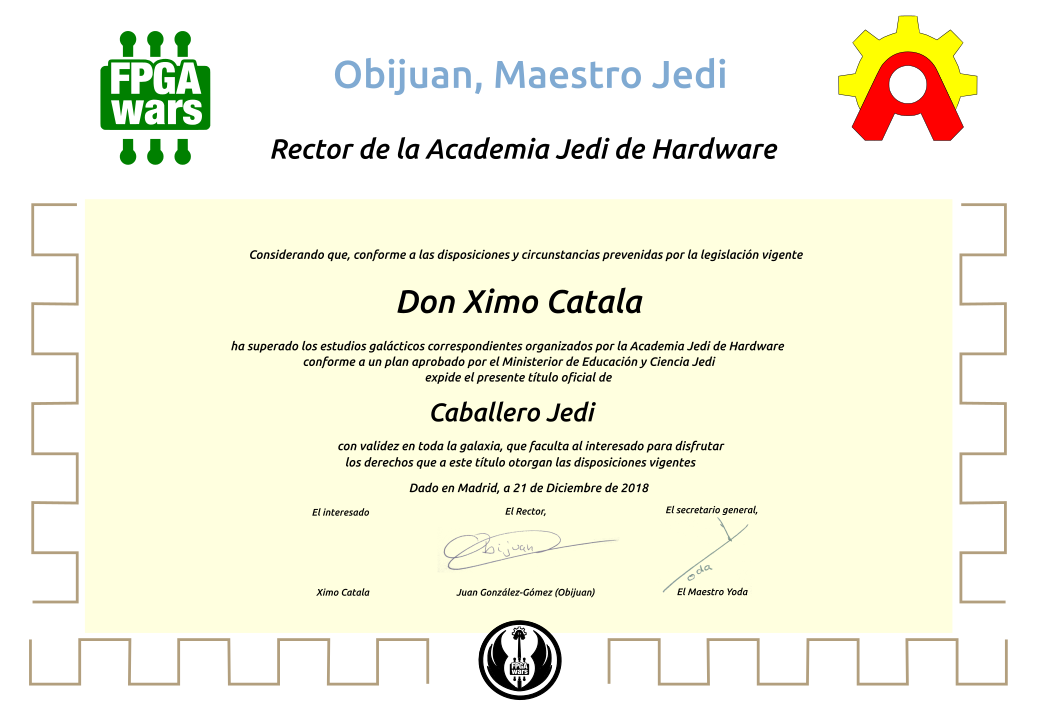 FPGA
wars
Obijuan, Maestro Jedi
Rector de la Academia Jedi de Hardware
Considerando que, conforme a las disposiciones y circunstancias prevenidas por la legislación vigente
Don Ximo Catala
ha superado los estudios galácticos correspondientes organizados por la Academia Jedi de Hardware
conforme a un plan aprobado por el Ministerior de Educación y Ciencia Jedi
expide el presente título oficial de
Caballero Jedi
con validez en toda la galaxia, que faculta al interesado para disfrutar
los derechos que a este título otorgan las disposiciones vigentes
Dado en Madrid, a 21 de Diciembre de 2018
El interesado
El Rector,
El secretario general,
Obijuan
Yoda
Ximo Catala
Juan González-Gómez (Obijuan)
El Maestro Yoda
FPGA
wars